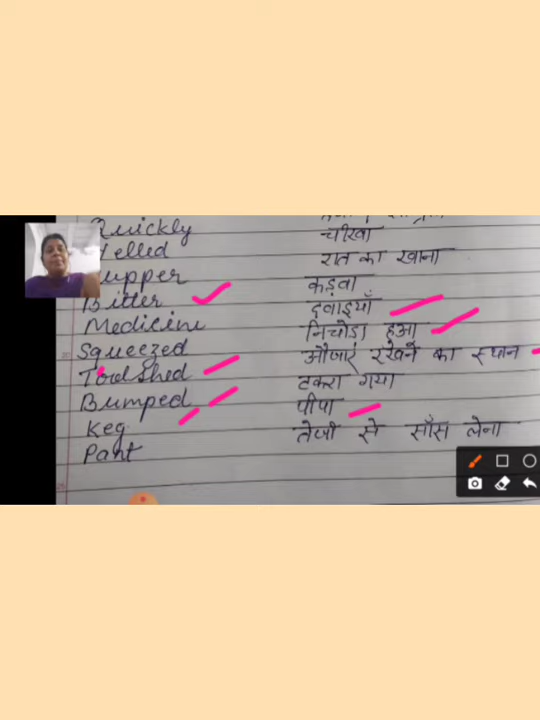 Quickly
चीखा
Yelled
रात का खाना
Supper
कड़वा
Bitter
दवाइयाँ
Medicine
निचोड़ा हुआ
Squeezed
औजारं रखने का स्थान
Toolshed
टकरा गया
Bumped
पीपा
Keg
तेजी से साँस लेना
Pant